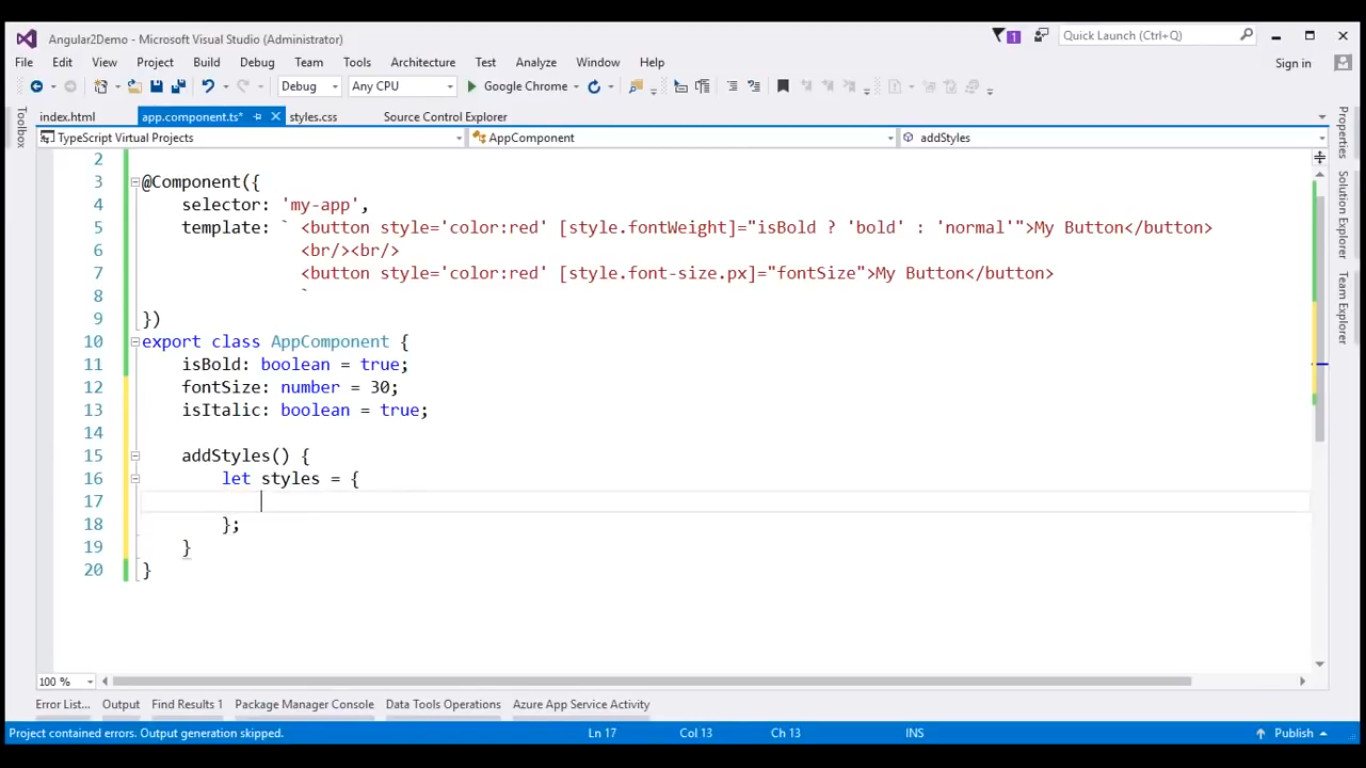 Angular2Demo - Microsoft Visual Studio (Administrator)
1
Quick Launch (Ctrl+Q)
File Edit View Project Build Debug Team Tools Architecture Test Analyze Window Help
Sign in
Debug Any CPU Google Chrome
Toolbox
index.html app.component.ts* styles.css Source Control Explorer
TypeScript Virtual Projects AppComponent addStyles
2
3 @Component({
4 selector: 'my-app',
5 template: ` <button style='color:red' [style.fontWeight]="isBold ? 'bold' : 'normal'">My Button</button>
6 <br/><br/>
7 <button style='color:red' [style.font-size.px]="fontSize">My Button</button>
8 `
9 })
10 export class AppComponent {
11 isBold: boolean = true;
12 fontSize: number = 30;
13 isItalic: boolean = true;
14
15 addStyles() {
16 let styles = {
17
18 };
19 }
20 }
Properties
Solution Explorer
Team Explorer
100 %
Error List... Output Find Results 1 Package Manager Console Data Tools Operations Azure App Service Activity
Project contained errors. Output generation skipped. Ln 17 Col 13 Ch 13 INS Publish